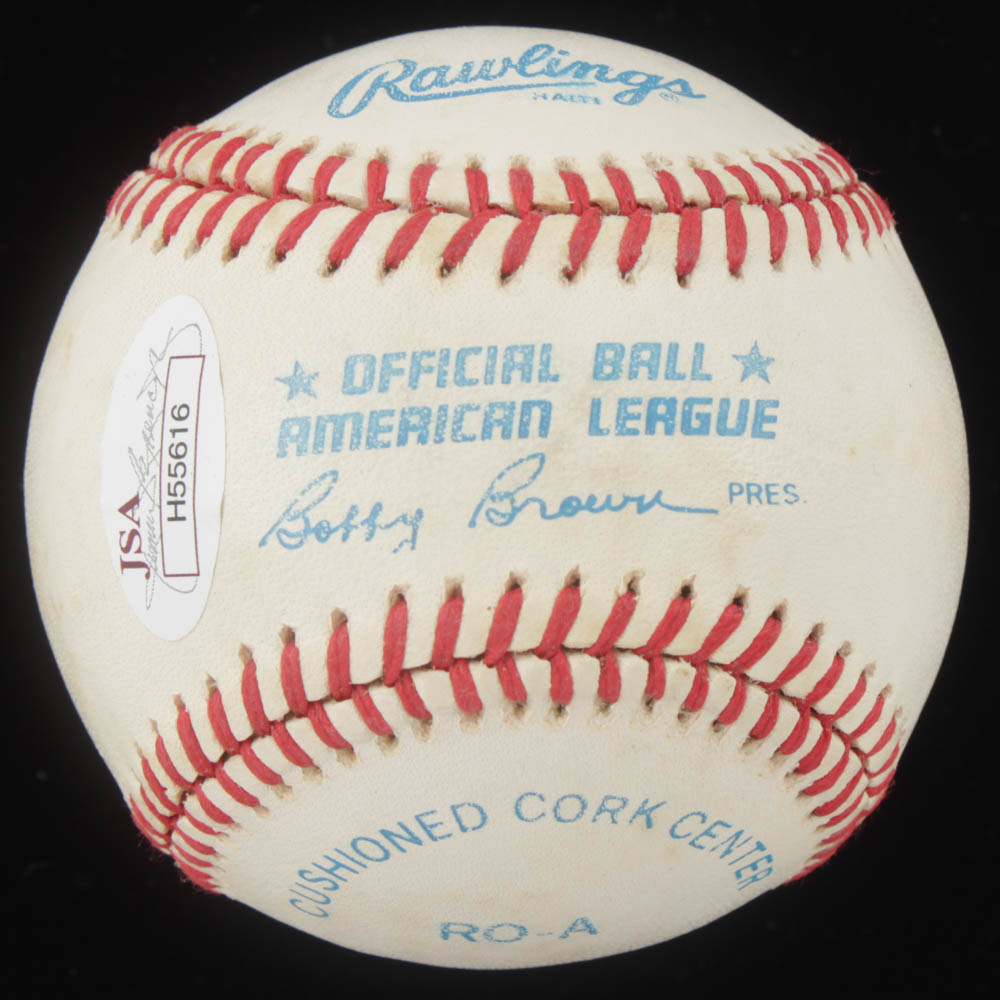 Rawlings
HAITI
®
★ OFFICIAL BALL ★
AMERICAN LEAGUE
Bobby Brown PRES.
JSA
H55616
CUSHIONED CORK CENTER
RO-A